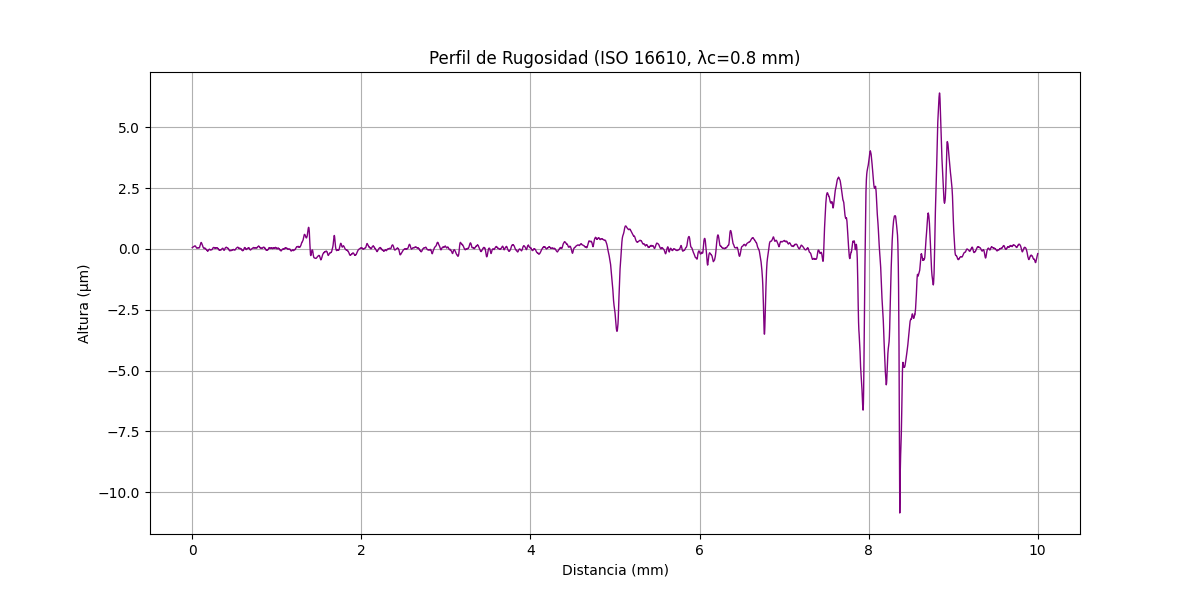 Perfil de Rugosidad (ISO 16610, λc=0.8 mm)
Altura (μm)
5.0
2.5
0.0
−2.5
−5.0
−7.5
−10.0
0 2 4 6 8 10
Distancia (mm)